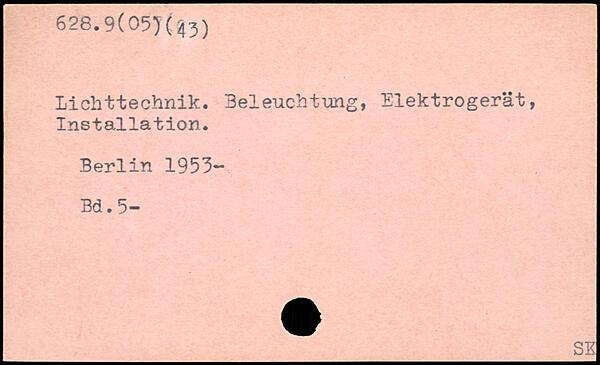 628.9(05)(43)
Lichttechnik. Beleuchtung, Elektrogerät,
Installation.
Berlin 1953-
Bd.5-
SK